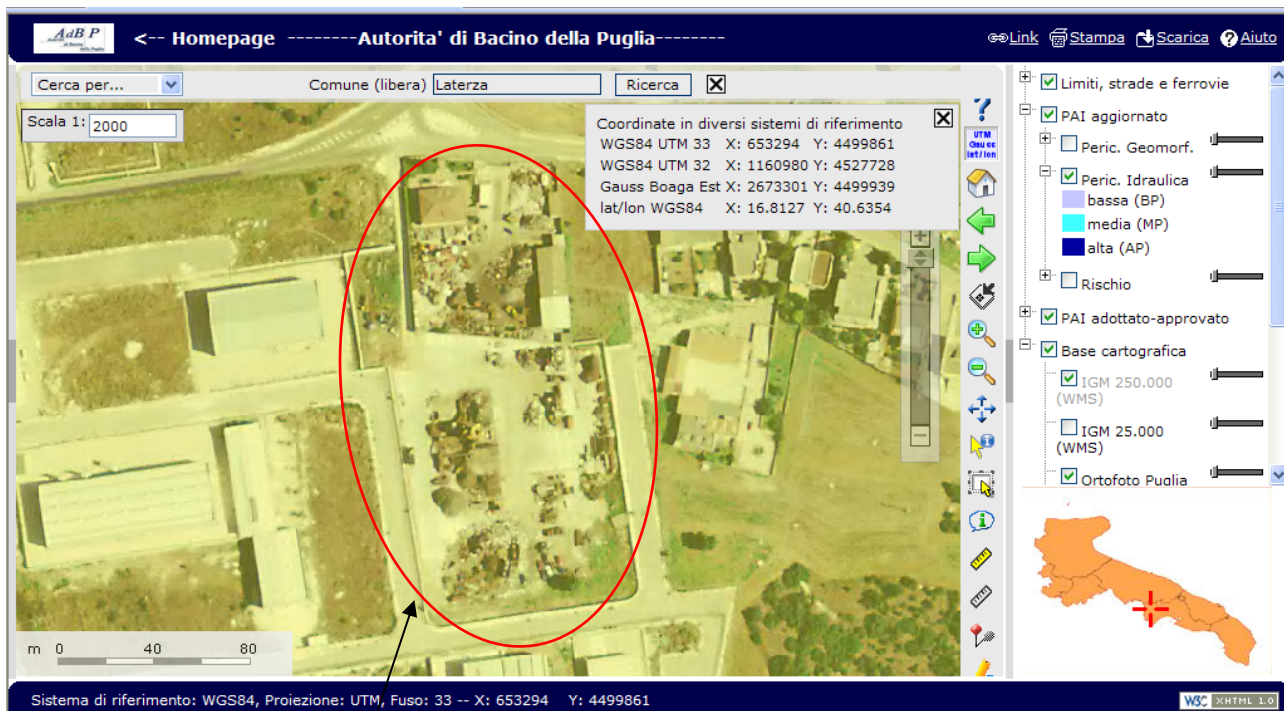 AdB P
<-- Homepage --------Autorita' di Bacino della Puglia--------
Link Stampa Scarica Aiuto
Cerca per...
Comune (libera) Laterza
Ricerca
Scala 1: 2000
Coordinate in diversi sistemi di riferimento
WGS84 UTM 33 X: 653294 Y: 4499861
WGS84 UTM 32 X: 1160980 Y: 4527728
Gauss Boaga Est X: 2673301 Y: 4499939
lat/lon WGS84 X: 16.8127 Y: 40.6354
UTM
Gauss
lat/lon
Limiti, strade e ferrovie
PAI aggiornato
Peric. Geomorf.
Peric. Idraulica
bassa (BP)
media (MP)
alta (AP)
Rischio
PAI adottato-approvato
Base cartografica
IGM 250.000
(WMS)
IGM 25.000
(WMS)
Ortofoto Puglia
m 0 40 80
Sistema di riferimento: WGS84, Proiezione: UTM, Fuso: 33 -- X: 653294 Y: 4499861
W3C XHTML 1.0